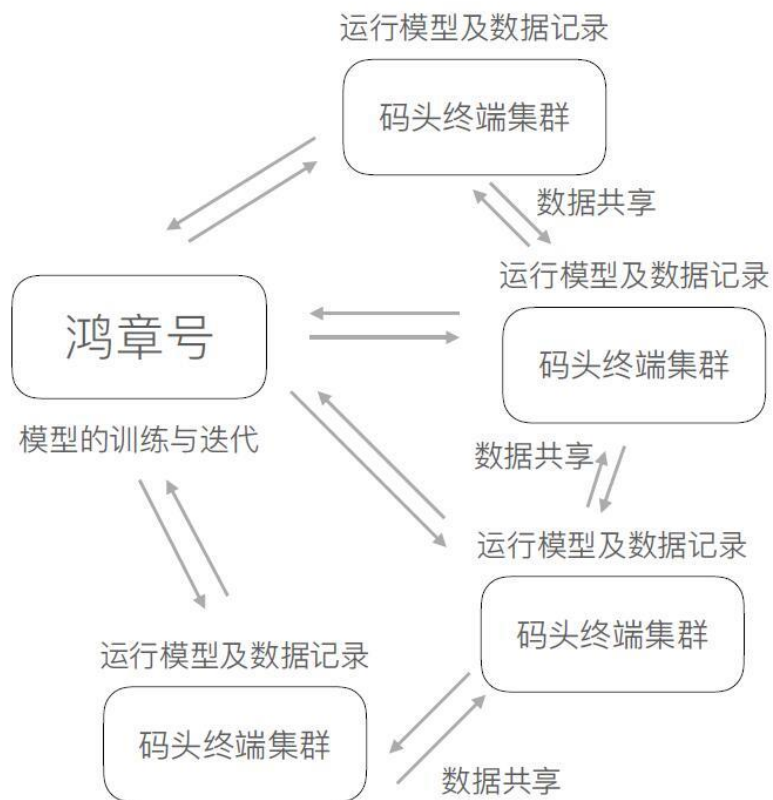 运行模型及数据记录
码头终端集群
数据共享
运行模型及数据记录
鸿章号
码头终端集群
模型的训练与迭代
数据共享
运行模型及数据记录
码头终端集群
运行模型及数据记录
码头终端集群
数据共享